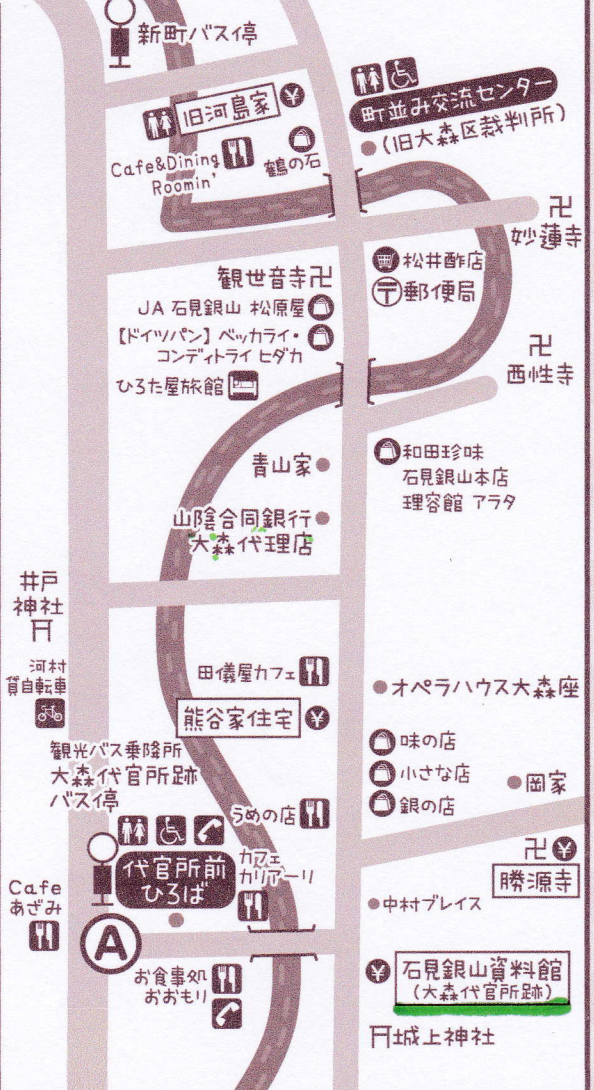 新町バス停
旧河島家
¥
町並み交流センター
(旧大森区裁判所)
Cafe&Dining
Roomin'
鶴の石
卍
妙蓮寺
松井酢店
〒郵便局
観世音寺卍
JA 石見銀山 松原屋
【ドイツパン】ベッカライ・
コンディトライ ヒダカ
ひろた屋旅館
卍
西性寺
和田珍味
石見銀山本店
理容館 アラタ
青山家
山陰合同銀行
大森代理店
井戸
神社
河村
貸自転車
田儀屋カフェ
熊谷家住宅
¥
オペラハウス大森座
味の店
小さな店
銀の店
岡家
観光バス乗降所
大森代官所跡
バス停
うめの店
代官所前
ひろば
カフェ
カリアーリ
卍 ¥
勝源寺
Cafe
あざみ
A
中村ブレイス
お食事処
おおもり
¥
石見銀山資料館
(大森代官所跡)
城上神社